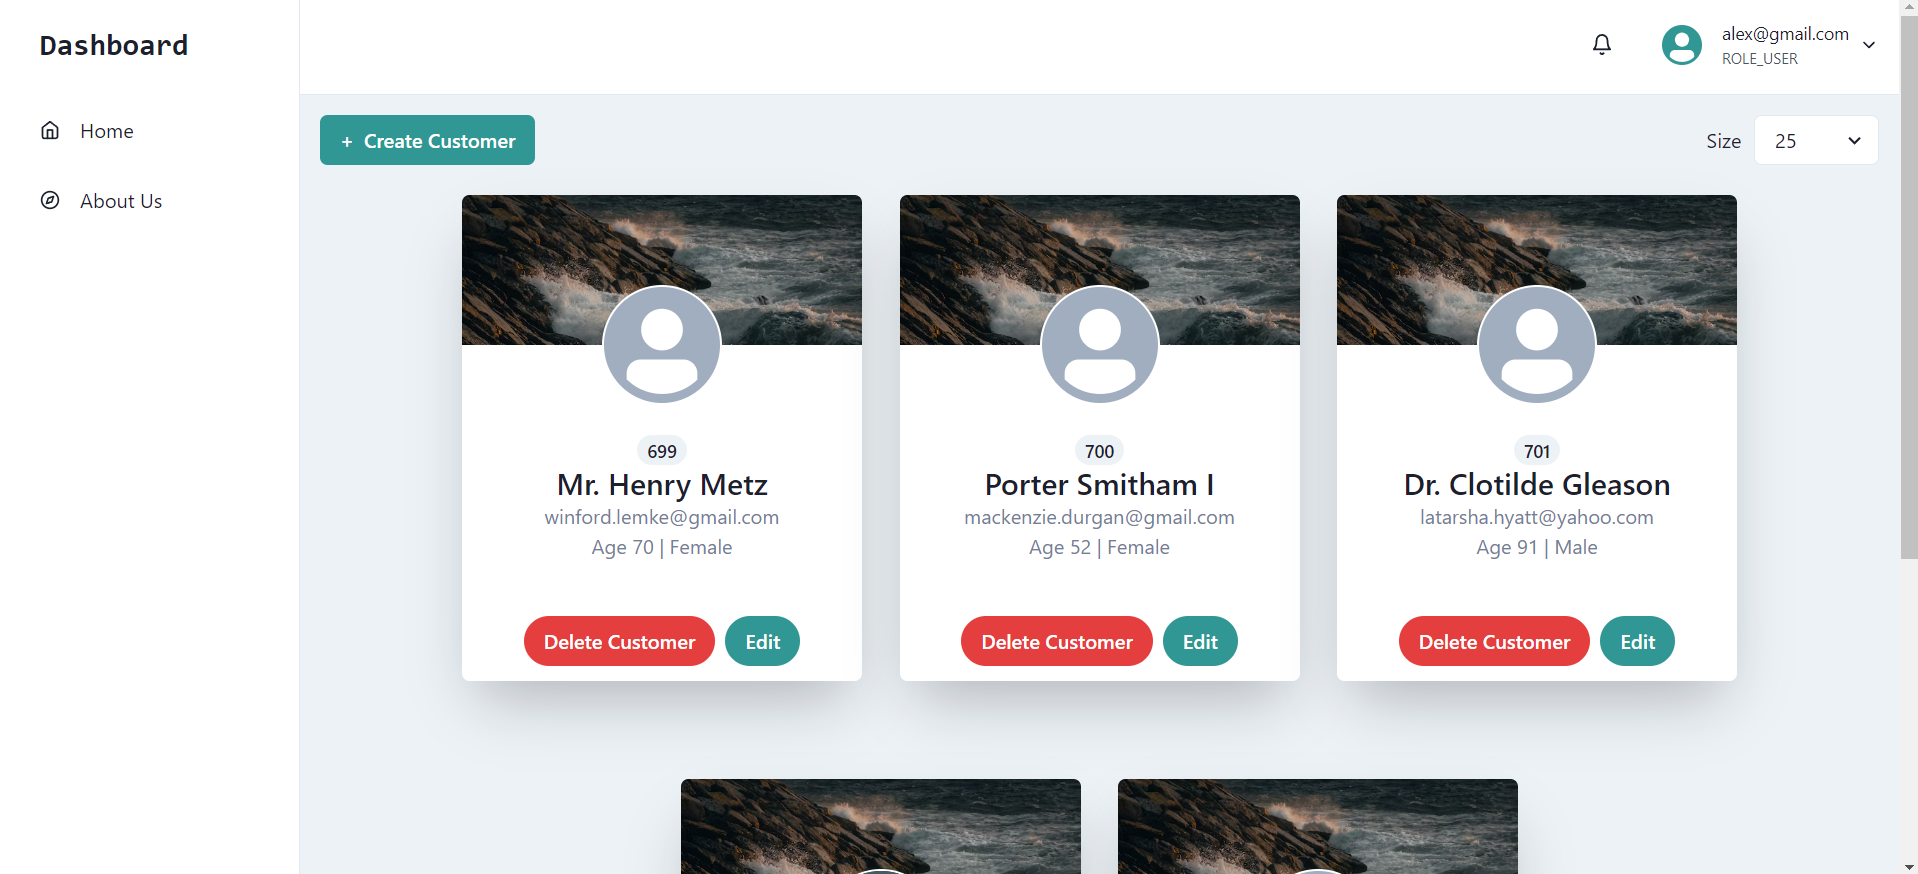 Dashboard
Home
About Us
alex@gmail.com
ROLE_USER
+ Create Customer
Size 25
699
Mr. Henry Metz
winford.lemke@gmail.com
Age 70 | Female
Delete Customer Edit
700
Porter Smitham I
mackenzie.durgan@gmail.com
Age 52 | Female
Delete Customer Edit
701
Dr. Clotilde Gleason
latarsha.hyatt@yahoo.com
Age 91 | Male
Delete Customer Edit